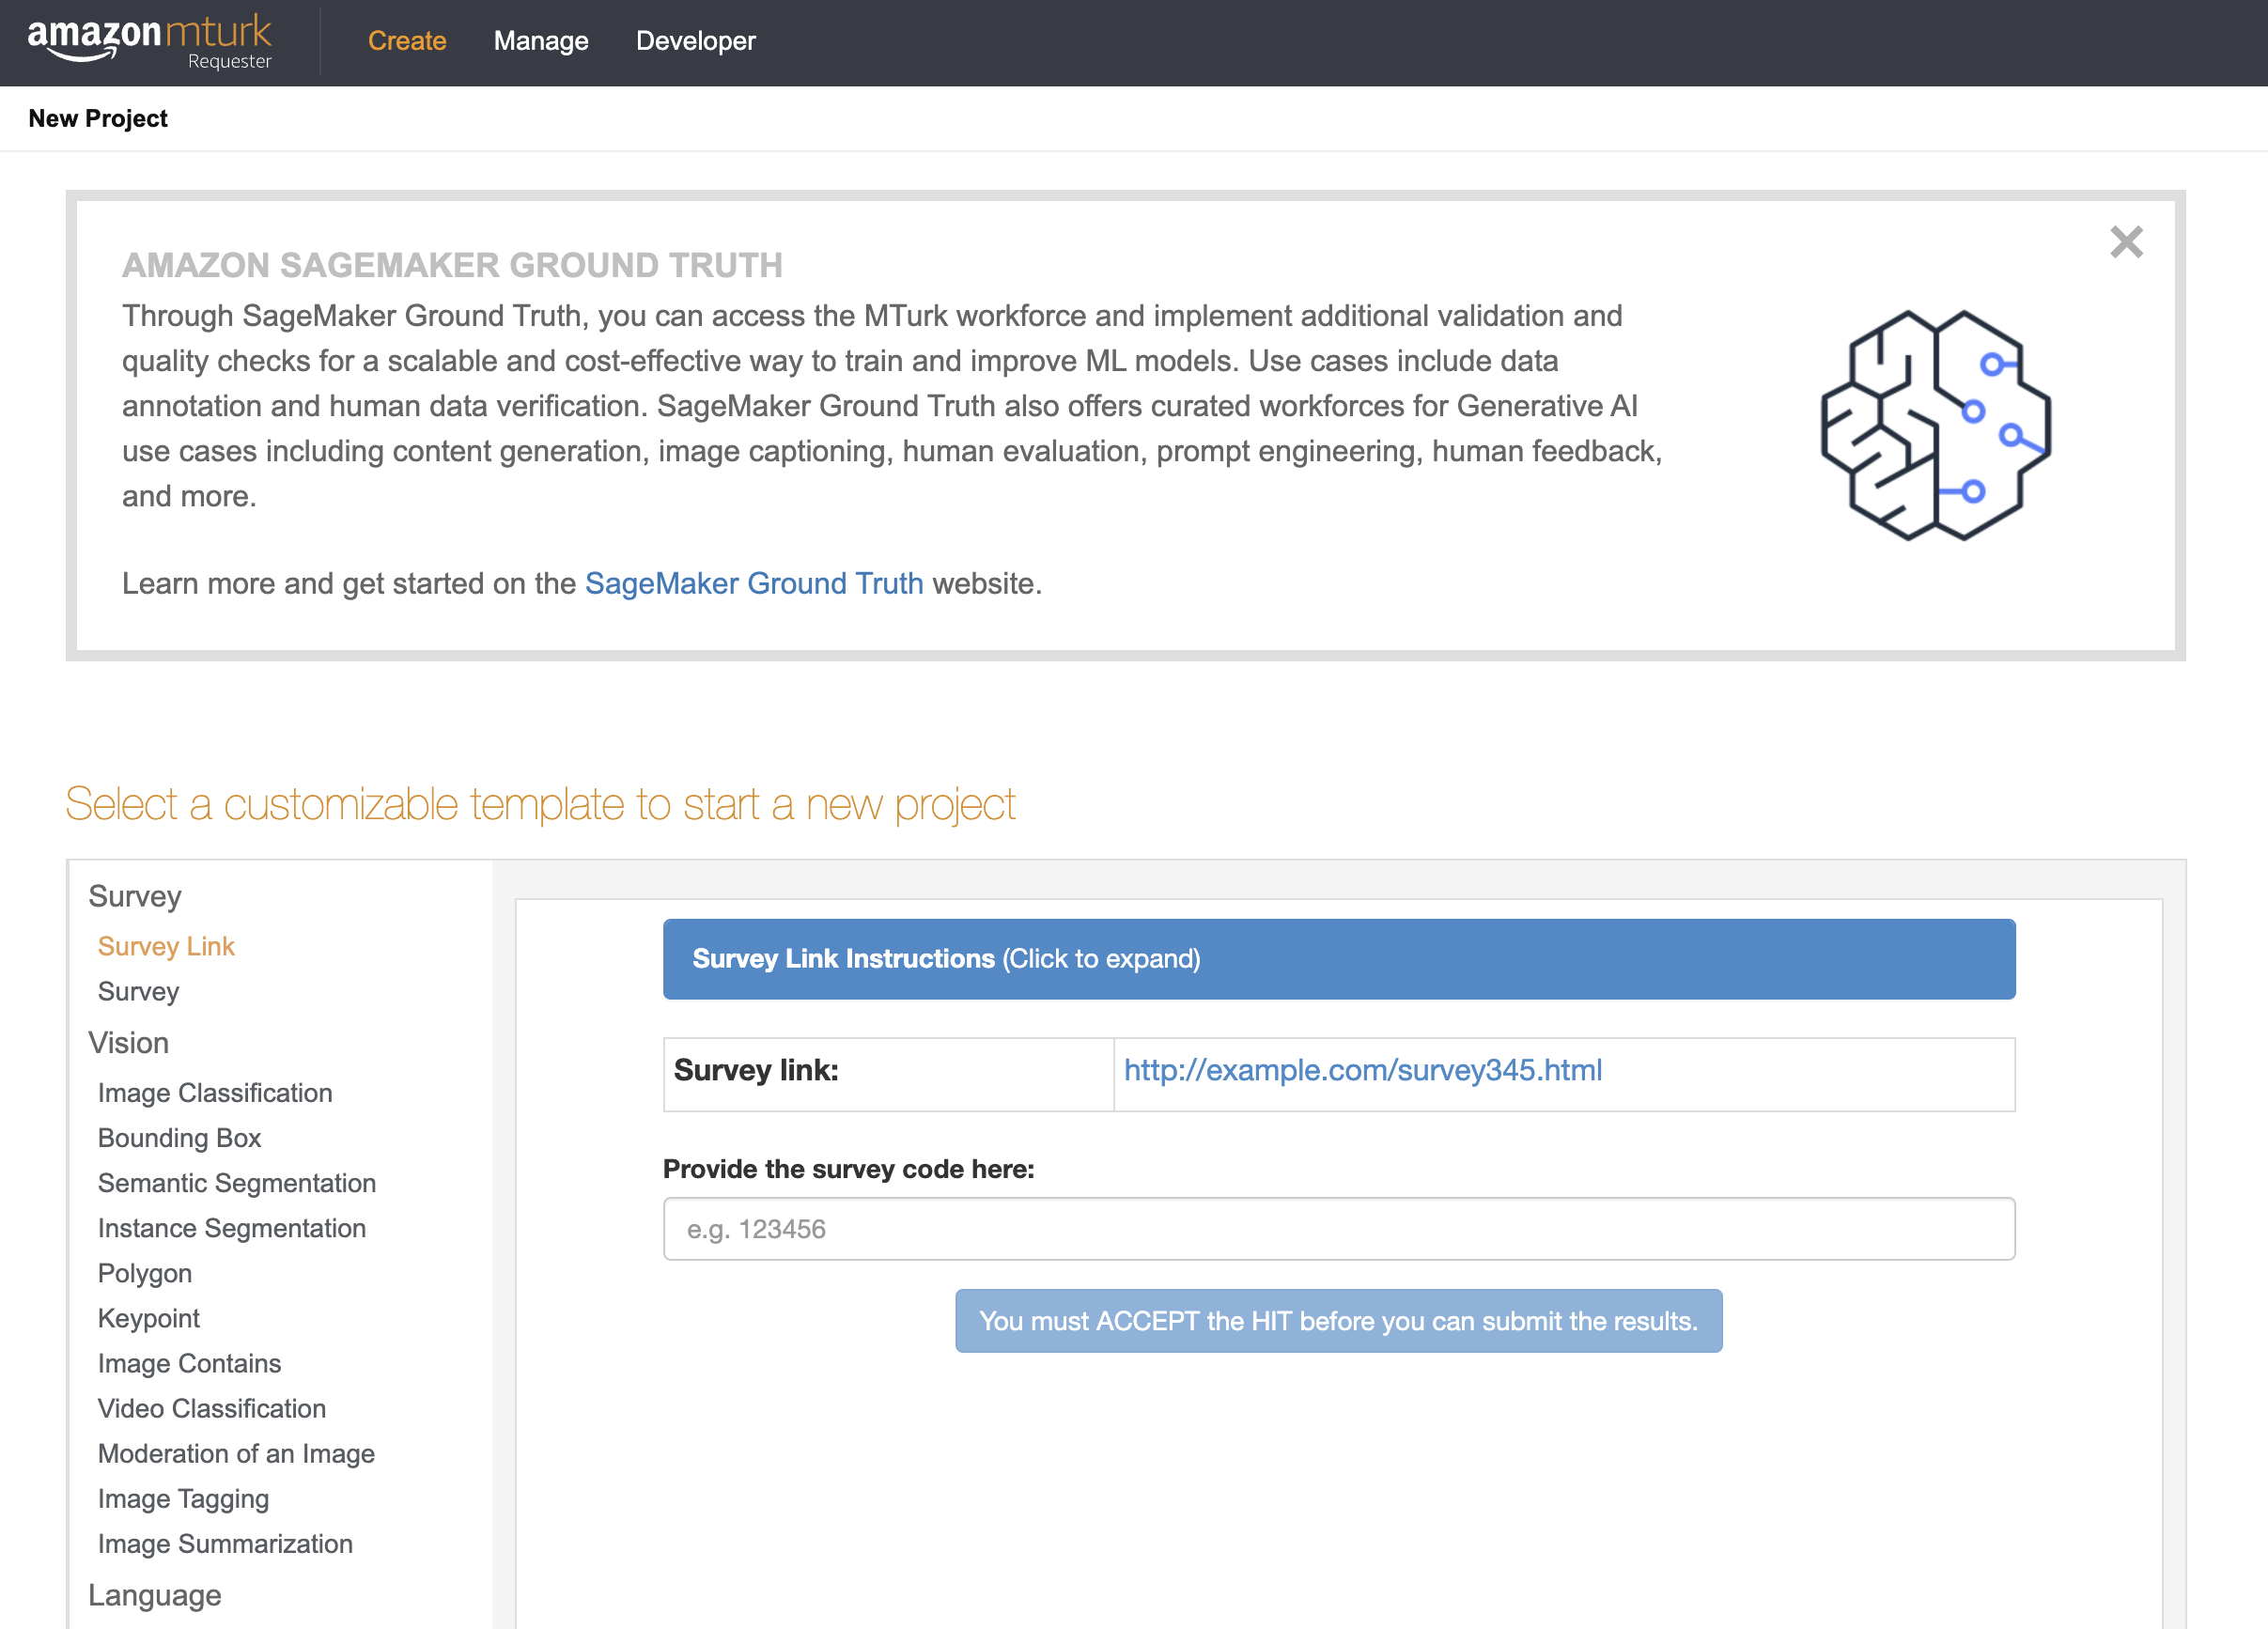 amazonmturk
Requester
Create
Manage
Developer
New Project
AMAZON SAGEMAKER GROUND TRUTH
Through SageMaker Ground Truth, you can access the MTurk workforce and implement additional validation and
quality checks for a scalable and cost-effective way to train and improve ML models. Use cases include data
annotation and human data verification. SageMaker Ground Truth also offers curated workforces for Generative AI
use cases including content generation, image captioning, human evaluation, prompt engineering, human feedback,
and more.
Learn more and get started on the SageMaker Ground Truth website.
Select a customizable template to start a new project
Survey
Survey Link
Survey
Vision
Image Classification
Bounding Box
Semantic Segmentation
Instance Segmentation
Polygon
Keypoint
Image Contains
Video Classification
Moderation of an Image
Image Tagging
Image Summarization
Language
Survey Link Instructions (Click to expand)
Survey link: http://example.com/survey345.html
Provide the survey code here:
e.g. 123456
You must ACCEPT the HIT before you can submit the results.